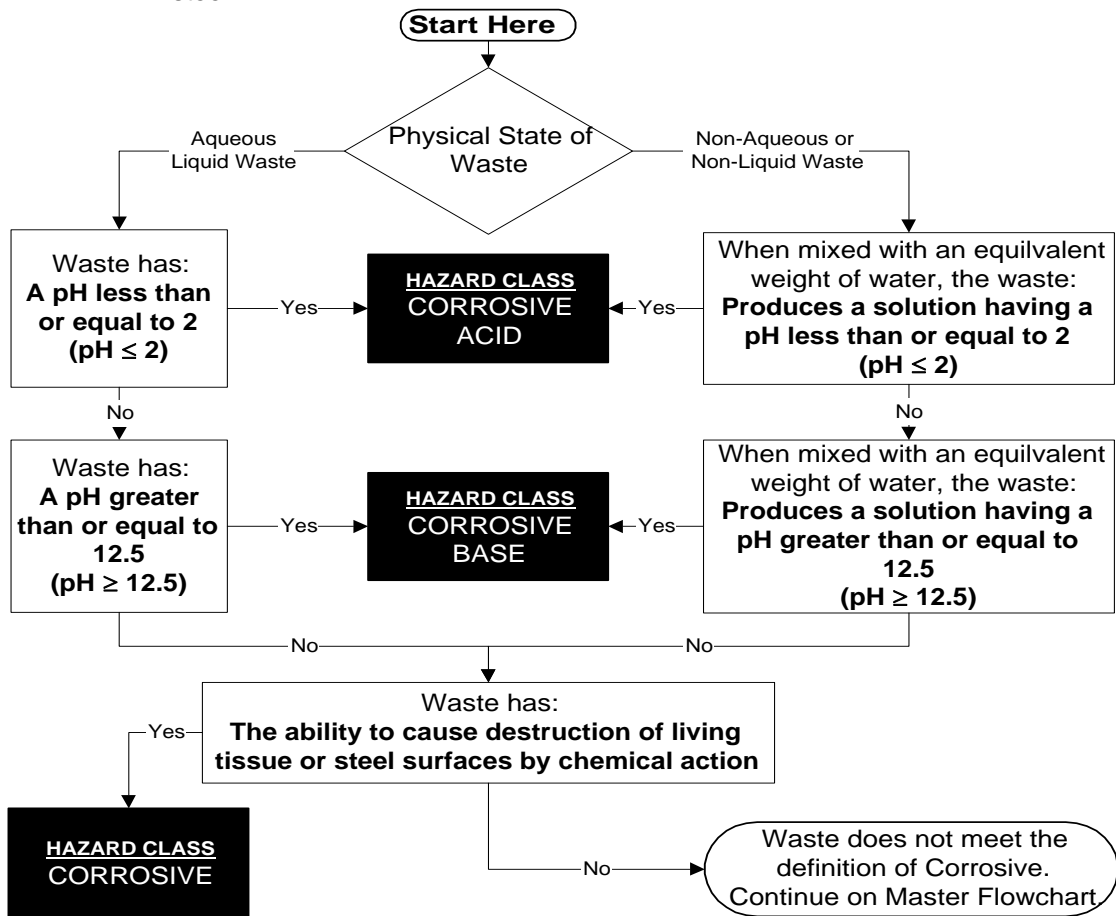 Start Here
Physical State of
Waste
Aqueous
Liquid Waste
Non-Aqueous or
Non-Liquid Waste
Waste has:
A pH less than
or equal to 2
(pH ≤ 2)
Yes
HAZARD CLASS
CORROSIVE
ACID
Yes
When mixed with an equilvalent
weight of water, the waste:
Produces a solution having a
pH less than or equal to 2
(pH ≤ 2)
No
No
Waste has:
A pH greater
than or equal to
12.5
(pH ≥ 12.5)
Yes
HAZARD CLASS
CORROSIVE
BASE
Yes
When mixed with an equilvalent
weight of water, the waste:
Produces a solution having a
pH greater than or equal to
12.5
(pH ≥ 12.5)
No
No
Waste has:
The ability to cause destruction of living
tissue or steel surfaces by chemical action
Yes
HAZARD CLASS
CORROSIVE
No
Waste does not meet the
definition of Corrosive.
Continue on Master Flowchart.